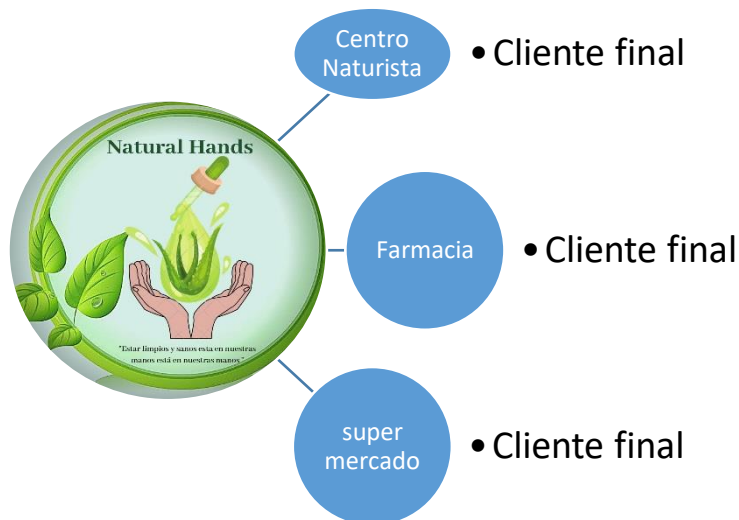 Natural Hands
"Estar limpios y sanos esta en nuestras
manos está en nuestras manos."
Centro
Naturista
• Cliente final
Farmacia
• Cliente final
super
mercado
• Cliente final